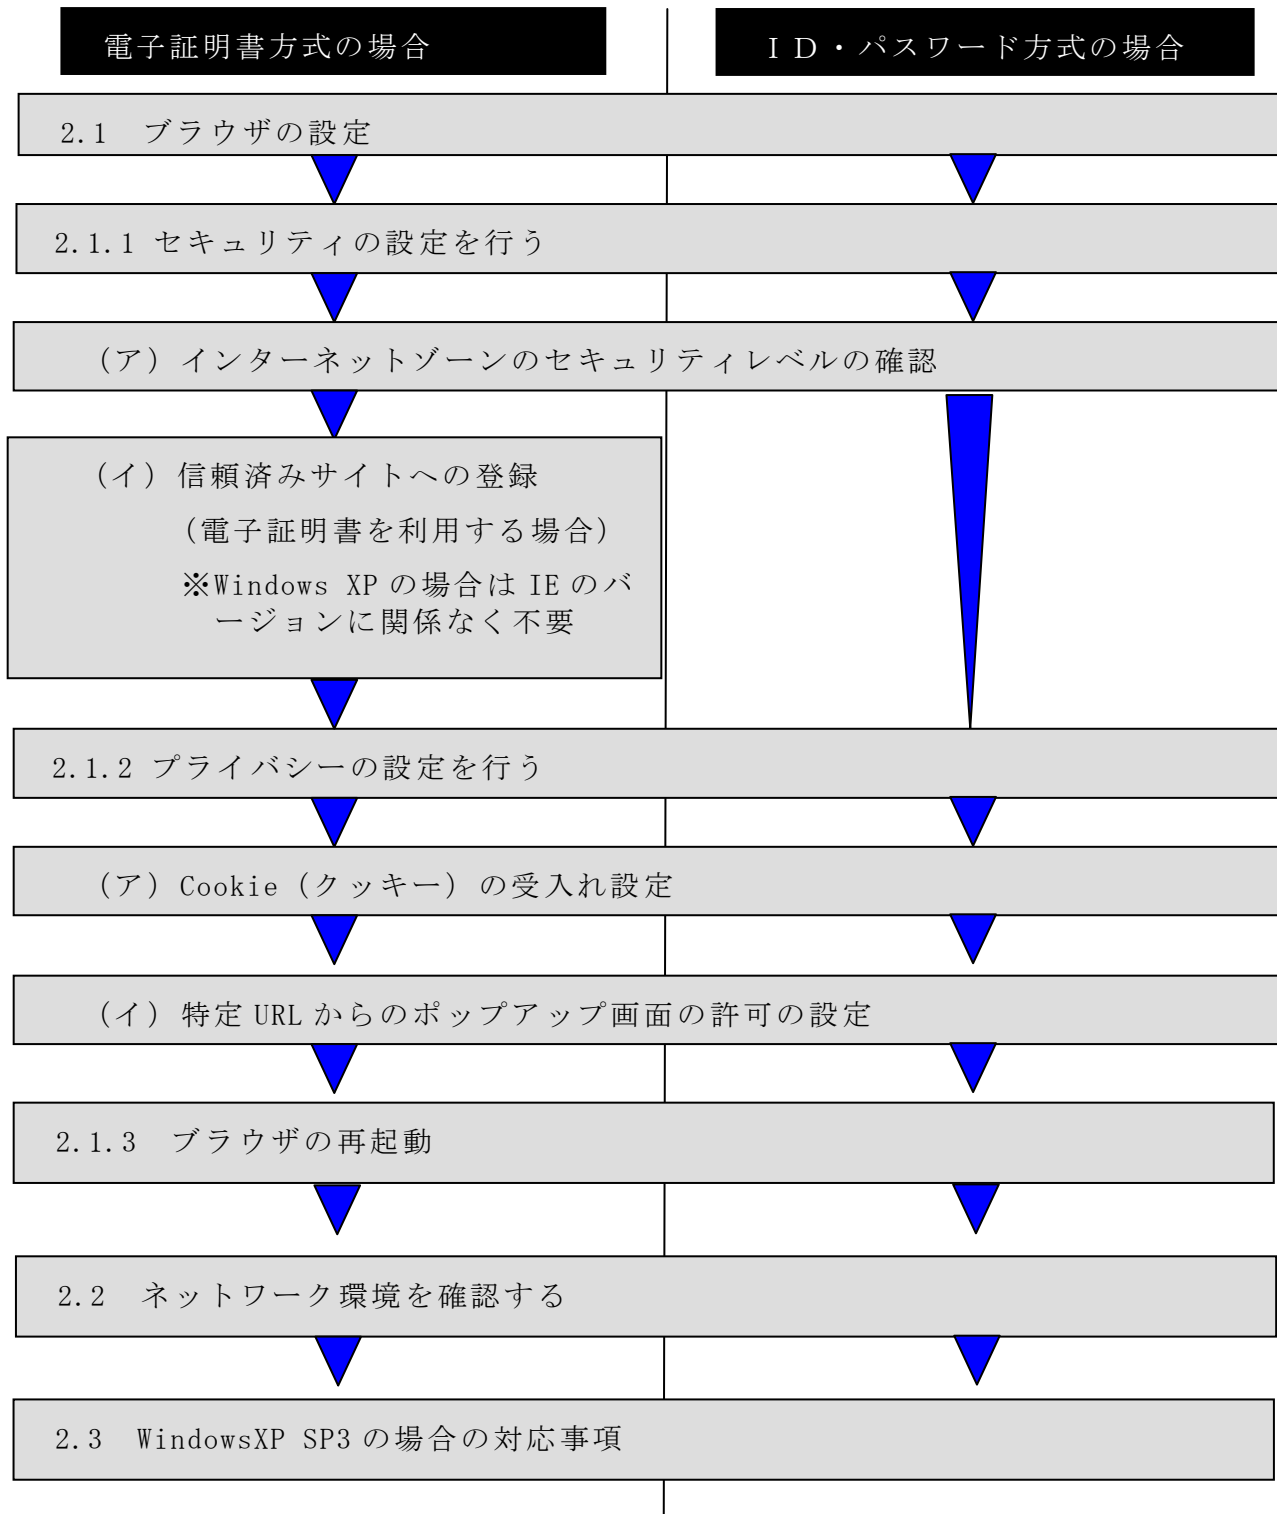 電子証明書方式の場合
ＩＤ・パスワード方式の場合
2.1　ブラウザの設定
2.1.1 セキュリティの設定を行う
（ア）インターネットゾーンのセキュリティレベルの確認
（イ）信頼済みサイトへの登録
（電子証明書を利用する場合）
※Windows XP の場合は IE のバ
ージョンに関係なく不要
2.1.2 プライバシーの設定を行う
（ア）Cookie（クッキー）の受入れ設定
（イ）特定 URL からのポップアップ画面の許可の設定
2.1.3　ブラウザの再起動
2.2　ネットワーク環境を確認する
2.3　WindowsXP SP3 の場合の対応事項